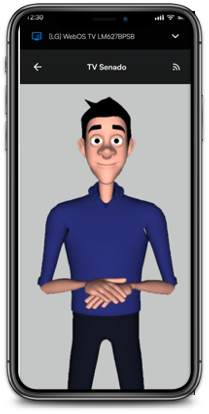 12:30
[LG] WebOS TV LM627BPSB
TV Senado